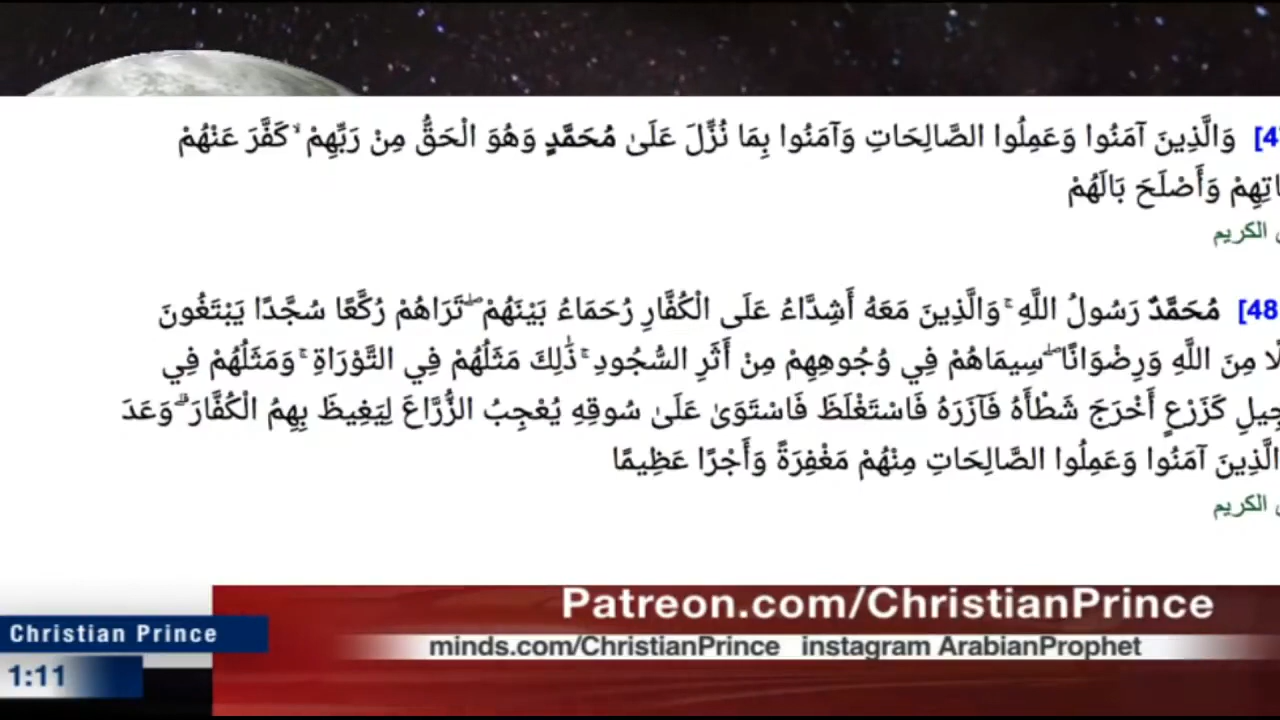 [4 وَالَّذِينَ آمَنُوا وَعَمِلُوا الصَّالِحَاتِ وَآمَنُوا بِمَا نُزِّلَ عَلَىٰ مُحَمَّدٍ وَهُوَ الْحَقُّ مِنْ رَبِّهِمْ ۙ كَفَّرَ عَنْهُمْ
وَأَصْلَحَ بَالَهُمْ
الكريم
[48 مُحَمَّدٌ رَسُولُ اللَّهِ ۚ وَالَّذِينَ مَعَهُ أَشِدَّاءُ عَلَى الْكُفَّارِ رُحَمَاءُ بَيْنَهُمْ ۖ تَرَاهُمْ رُكَّعًا سُجَّدًا يَبْتَغُونَ
مِنَ اللَّهِ وَرِضْوَانًا ۖ سِيمَاهُمْ فِي وُجُوهِهِمْ مِنْ أَثَرِ السُّجُودِ ۚ ذَٰلِكَ مَثَلُهُمْ فِي التَّوْرَاةِ ۚ وَمَثَلُهُمْ فِي
كَزَرْعٍ أَخْرَجَ شَطْأَهُ فَآزَرَهُ فَاسْتَغْلَظَ فَاسْتَوَىٰ عَلَىٰ سُوقِهِ يُعْجِبُ الزُّرَّاعَ لِيَغِيظَ بِهِمُ الْكُفَّارَ ۗ وَعَدَ
الَّذِينَ آمَنُوا وَعَمِلُوا الصَّالِحَاتِ مِنْهُمْ مَغْفِرَةً وَأَجْرًا عَظِيمًا
الكريم
Patreon.com/ChristianPrince
Christian Prince
minds.com/ChristianPrince instagram ArabianProphet
1:11